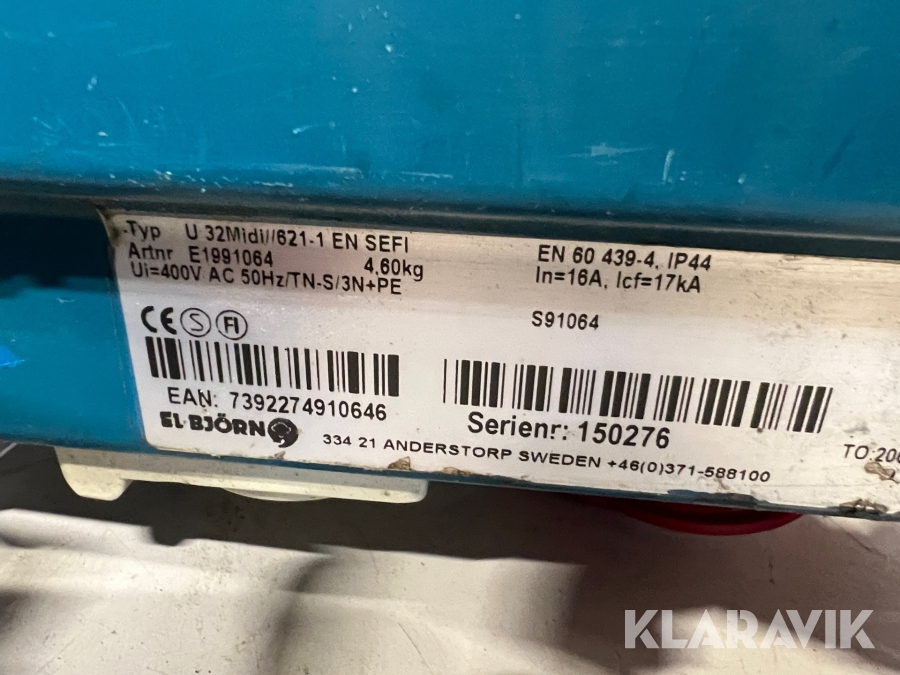 Typ U 32Midi//621-1 EN SEFI
Artnr E1991064 4,60kg
Ui=400V AC 50Hz/TN-S/3N+PE
EN 60 439-4, IP44
In=16A, Icf=17kA
S91064
CE S FI
EAN: 7392274910646
Serienr: 150276
EL-BJÖRN
334 21 ANDERSTORP SWEDEN +46(0)371-588100
KLARAVIK